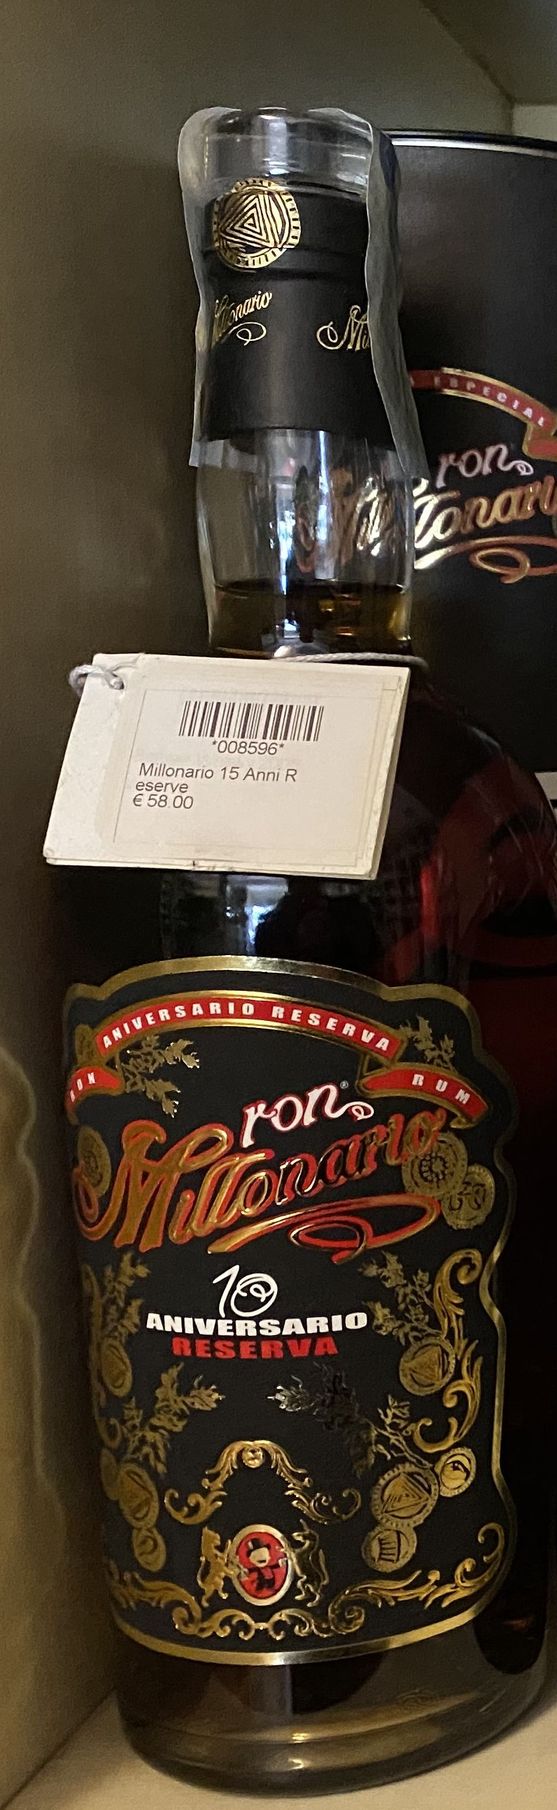 Millonario
ESPECIAL
ron
Millonario
*008596*
Millonario 15 Anni R
eserve
€ 58.00
ANIVERSARIO RESERVA
RON
RUM
ron®
Millonario
10
ANIVERSARIO
RESERVA